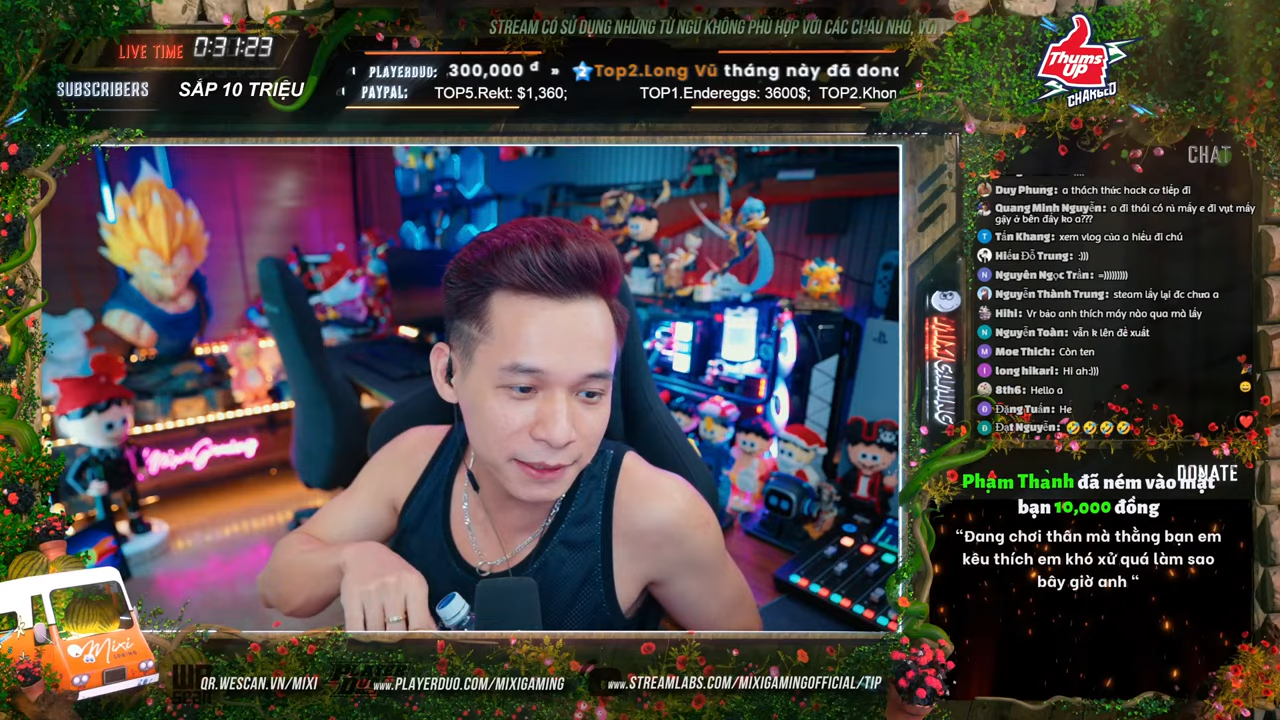 STREAM CÓ SỬ DỤNG NHỮNG TỪ NGỮ KHÔNG PHÙ HỢP VỚI CÁC CHÁU NHỎ, VUI
LIVE TIME 0:31:23
SUBSCRIBERS SẮP 10 TRIỆU
PLAYERDUO: 300,000 đ » 2 Top2.Long Vũ tháng này đã dona
PAYPAL: TOP5.Rekt: $1,360; TOP1.Endereggs: 3600$; TOP2.Khon
Thums Up
CHARGED
CHAT
Duy Phung: a thách thức hack cơ tiếp đi
Quang Minh Nguyễn: a đi thái có rủ mấy e đi vụt mấy
gậy ở bên đấy ko a???
Tấn Khang: xem vlog của a hiếu đi chú
Hiếu Đỗ Trung: :)))
Nguyên Ngọc Trần: =)))))))))
Nguyễn Thành Trung: steam lấy lại đc chưa a
Hihi: Vr bảo anh thích móy nào qua mà lấy
Nguyễn Toàn: vẫn k lên đề xuất
Moe Thich: Còn ten
long hikari: Hi ah:)))
8th6: Hello a
Đặng Tuấn: He
Đạt Nguyễn: 🤣🤣🤣🤣
MixiGaming
DONATE
Phạm Thành đã ném vào mặt
bạn 10,000 đồng
“Đang chơi thân mà thằng bạn em
kêu thích em khó xử quá làm sao
bây giờ anh “
Mixi
QR.WESCAN.VN/MIXI
WWW.PLAYERDUO.COM/MIXIGAMING
WWW.STREAMLABS.COM/MIXIGAMINGOFFICIAL/TIP